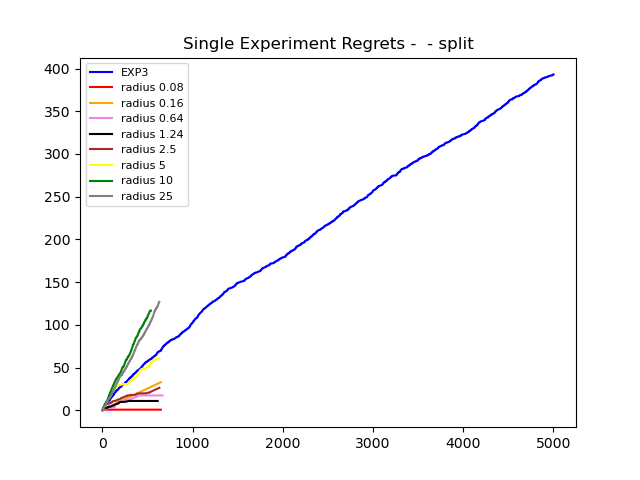 Single Experiment Regrets -  - split
EXP3
radius 0.08
radius 0.16
radius 0.64
radius 1.24
radius 2.5
radius 5
radius 10
radius 25
400
350
300
250
200
150
100
50
0
0 1000 2000 3000 4000 5000